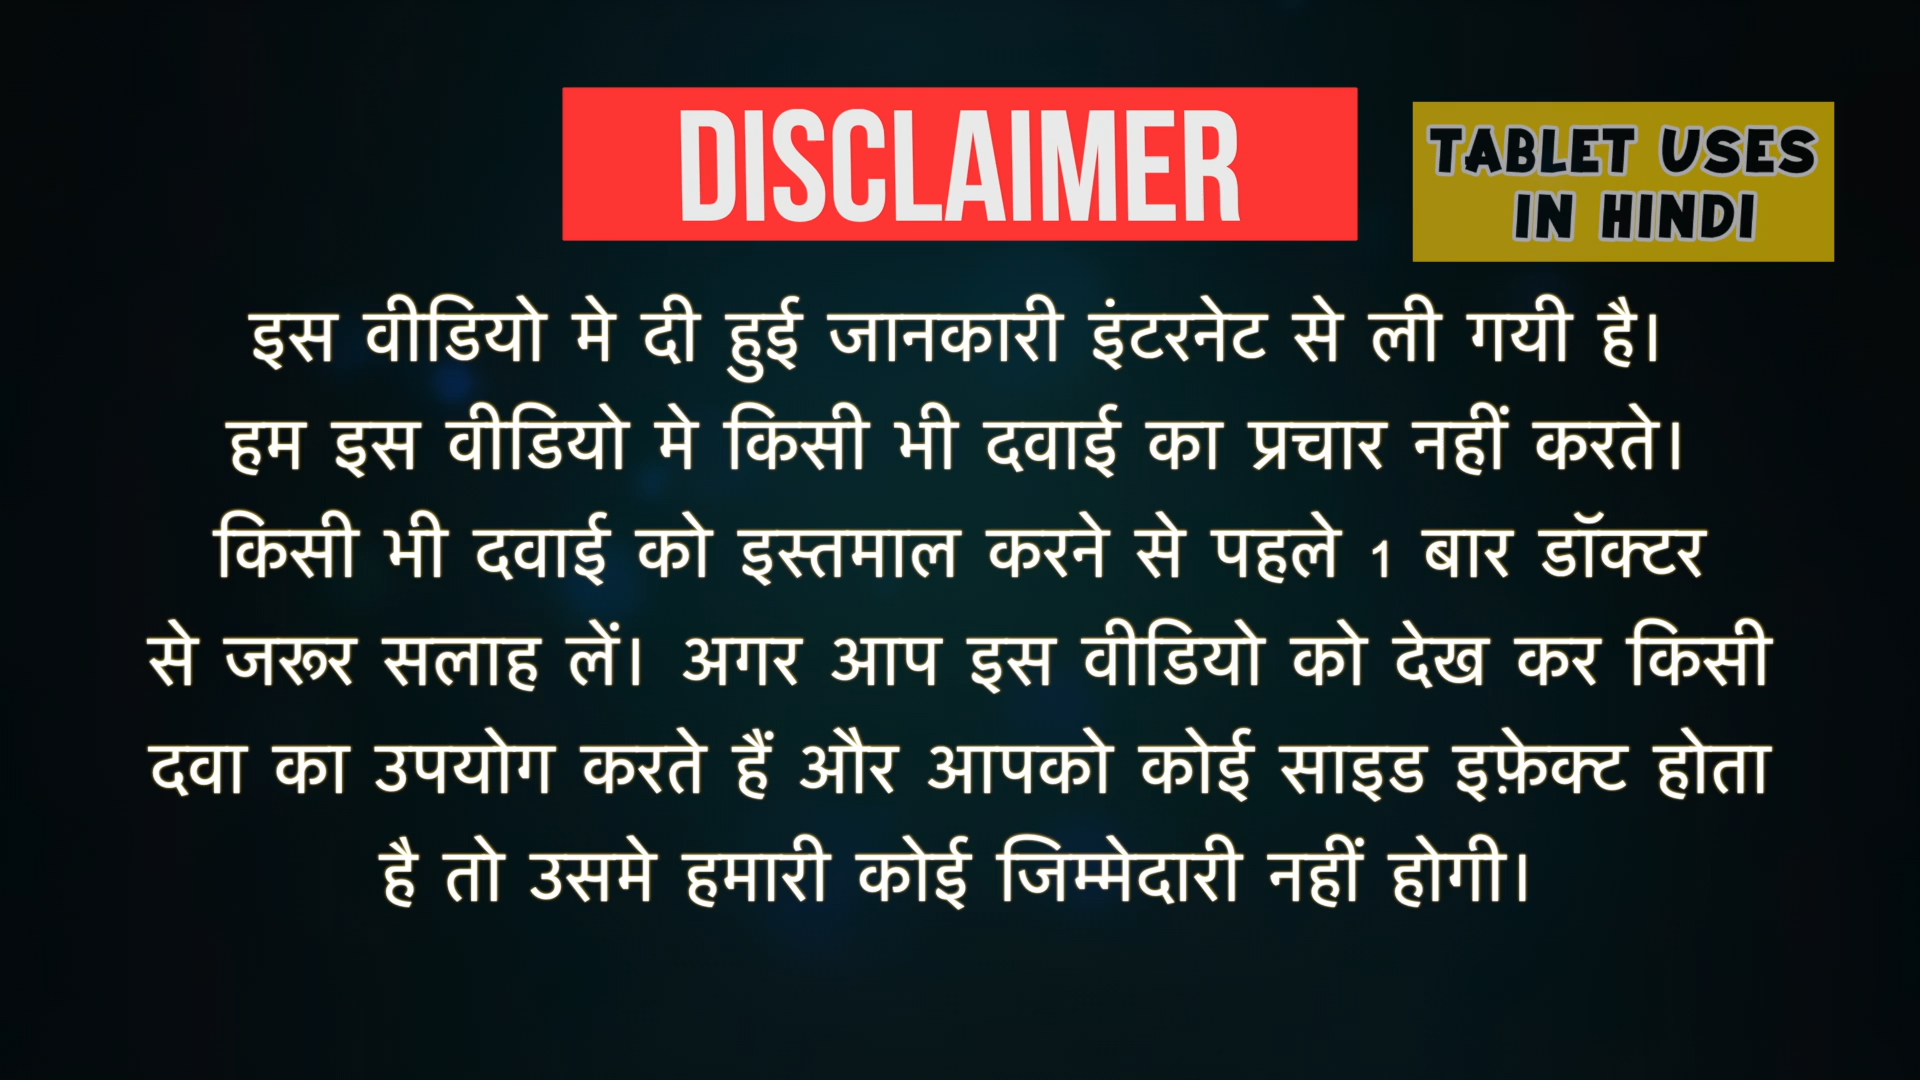 DISCLAIMER
TABLET USES
IN HINDI
इस वीडियो मे दी हुई जानकारी इंटरनेट से ली गयी है।
हम इस वीडियो मे किसी भी दवाई का प्रचार नहीं करते।
किसी भी दवाई को इस्तमाल करने से पहले 1 बार डॉक्टर
से जरूर सलाह लें। अगर आप इस वीडियो को देख कर किसी
दवा का उपयोग करते हैं और आपको कोई साइड इफ़ेक्ट होता
है तो उसमे हमारी कोई जिम्मेदारी नहीं होगी।